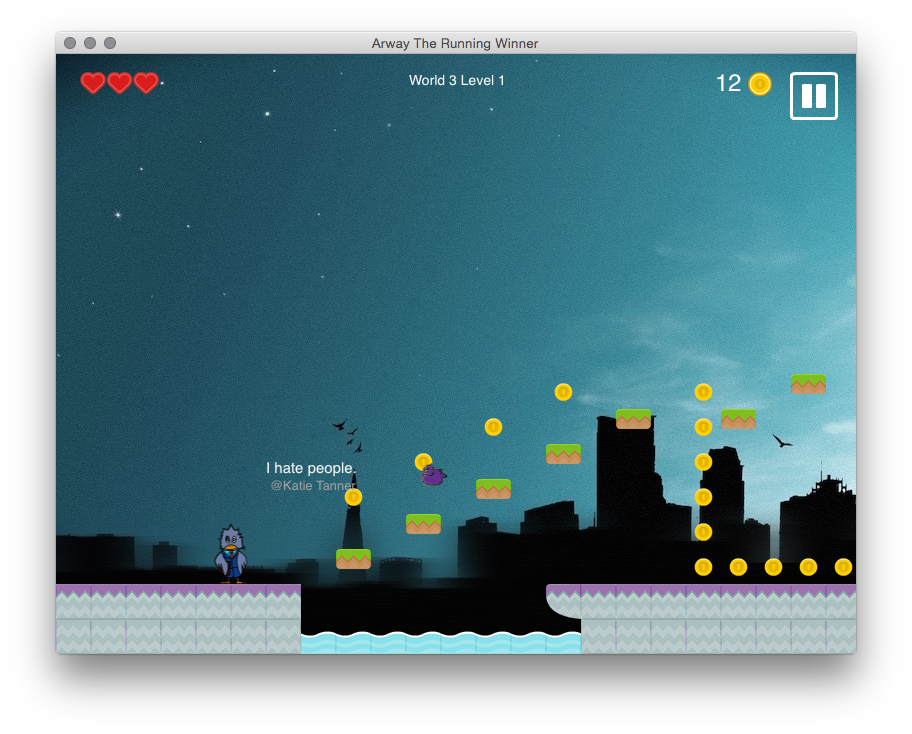 Arway The Running Winner
World 3 Level 1
12
I hate people.
@Katie Tanner